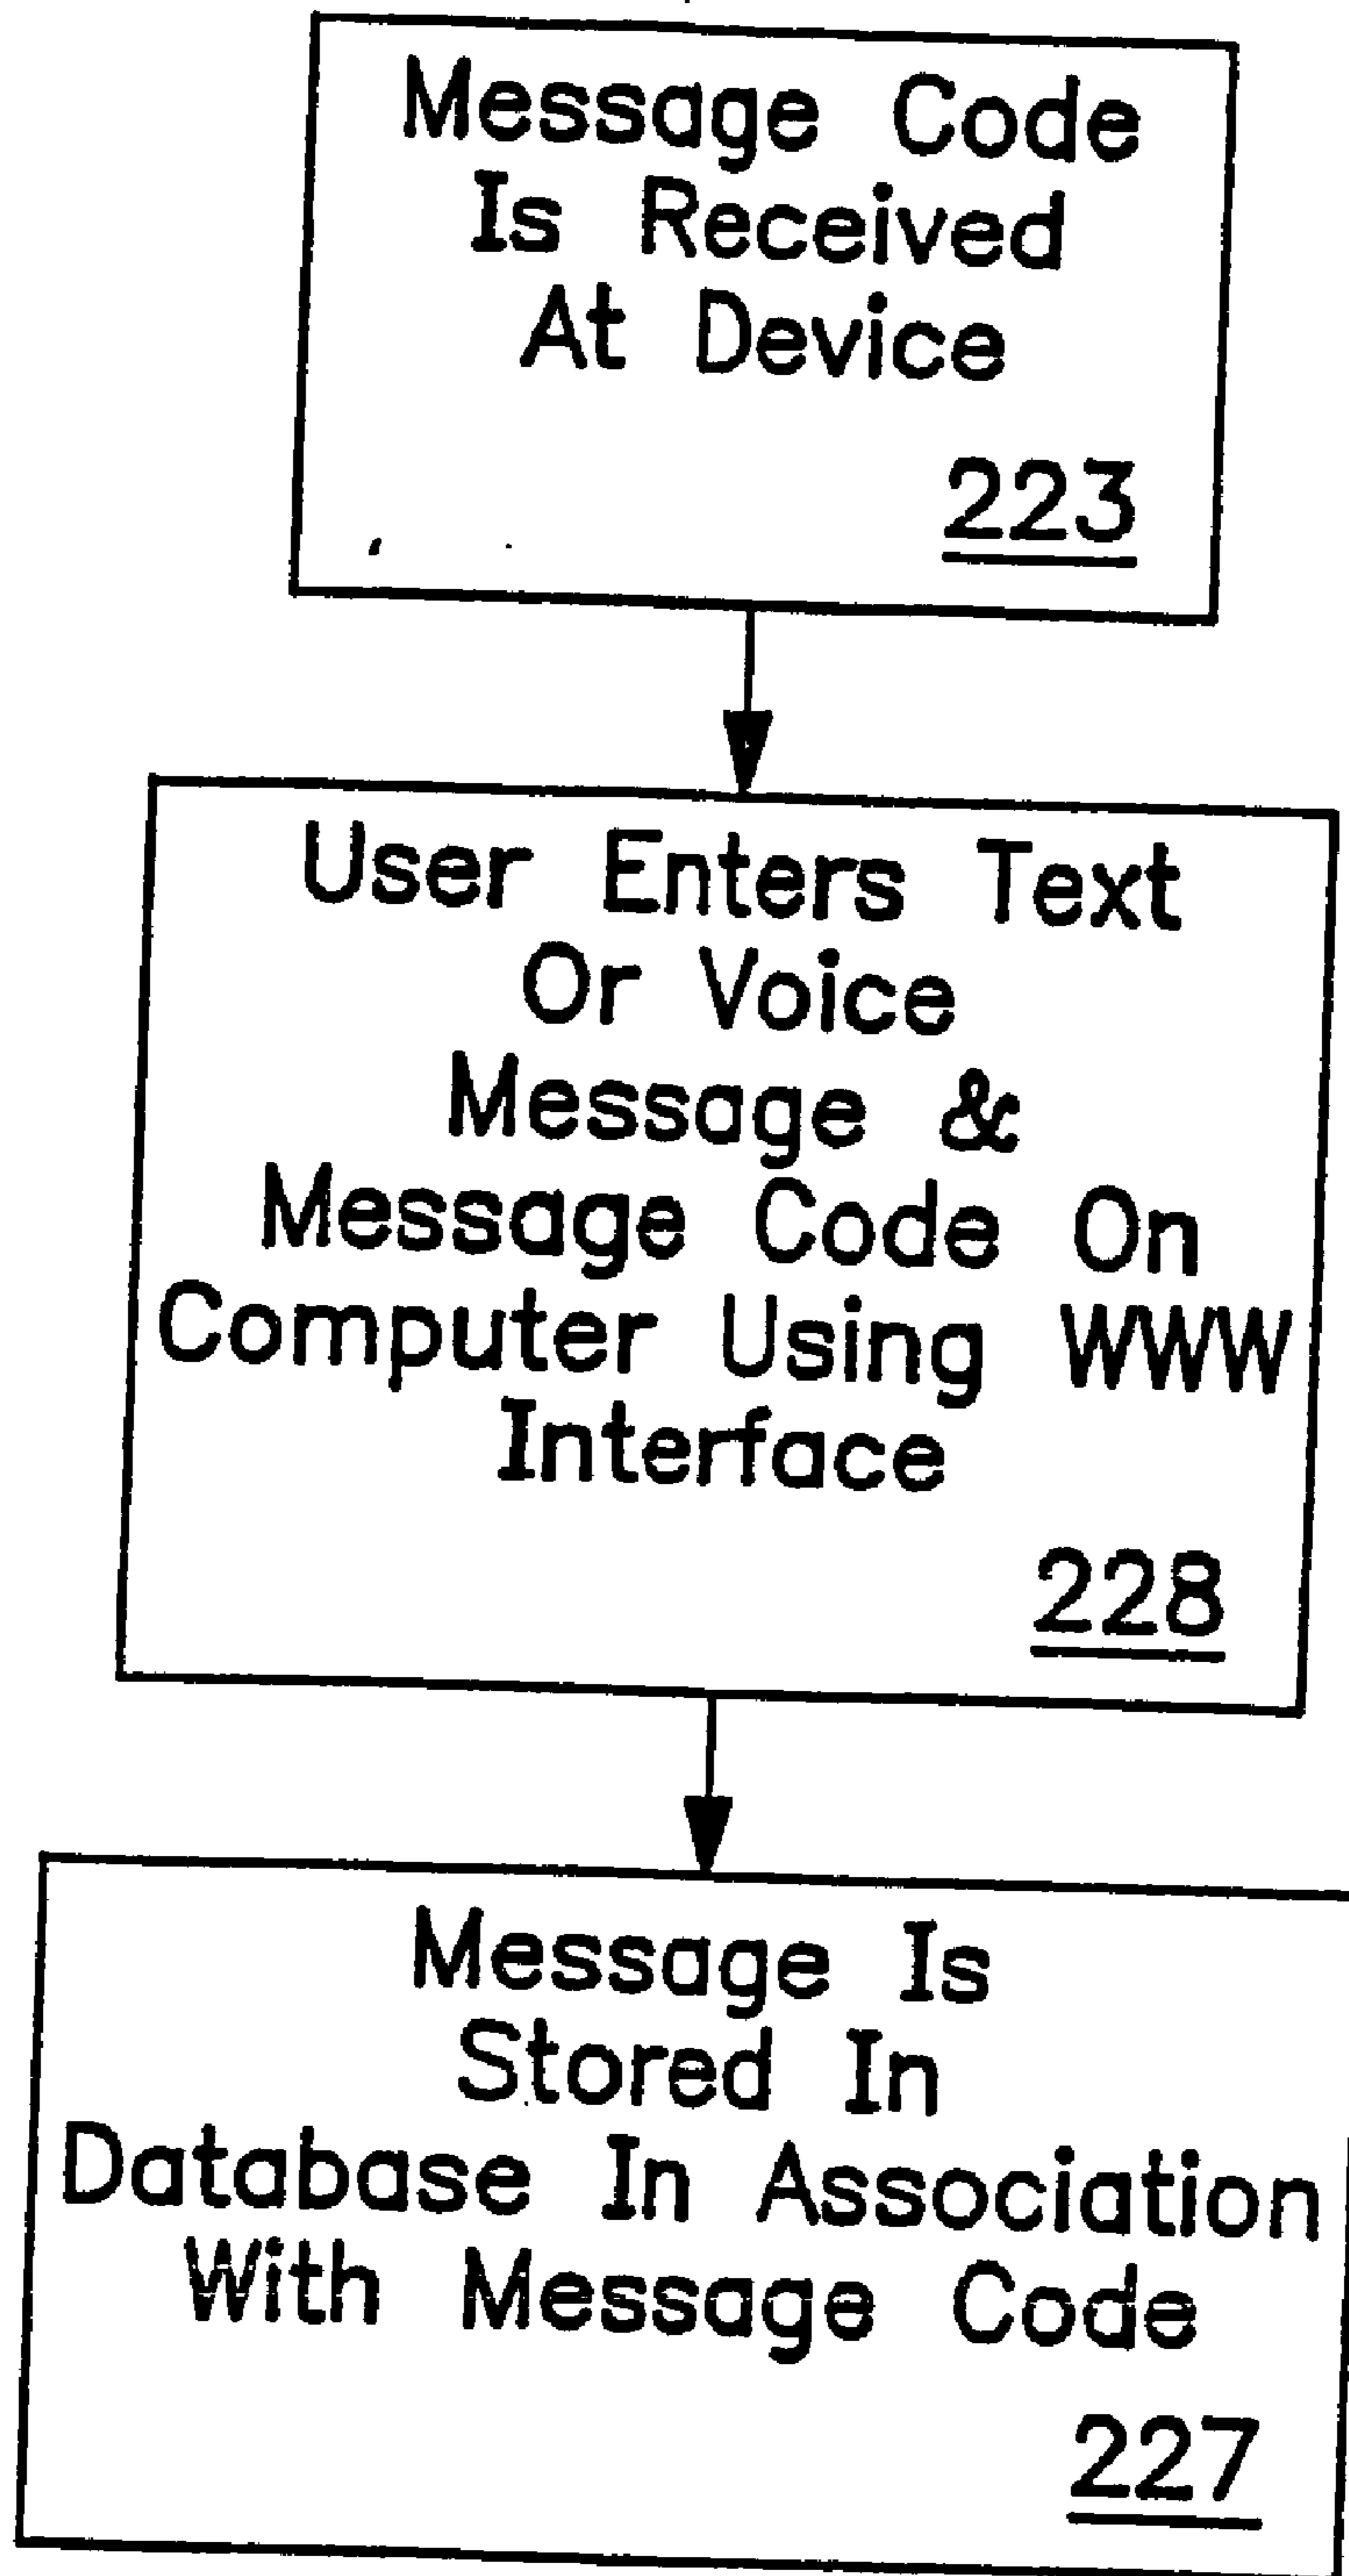 Message Code
Is Received
At Device
223
User Enters Text
Or Voice
Message &
Message Code On
Computer Using WWW
Interface
228
Message Is
Stored In
Database In Association
With Message Code
227